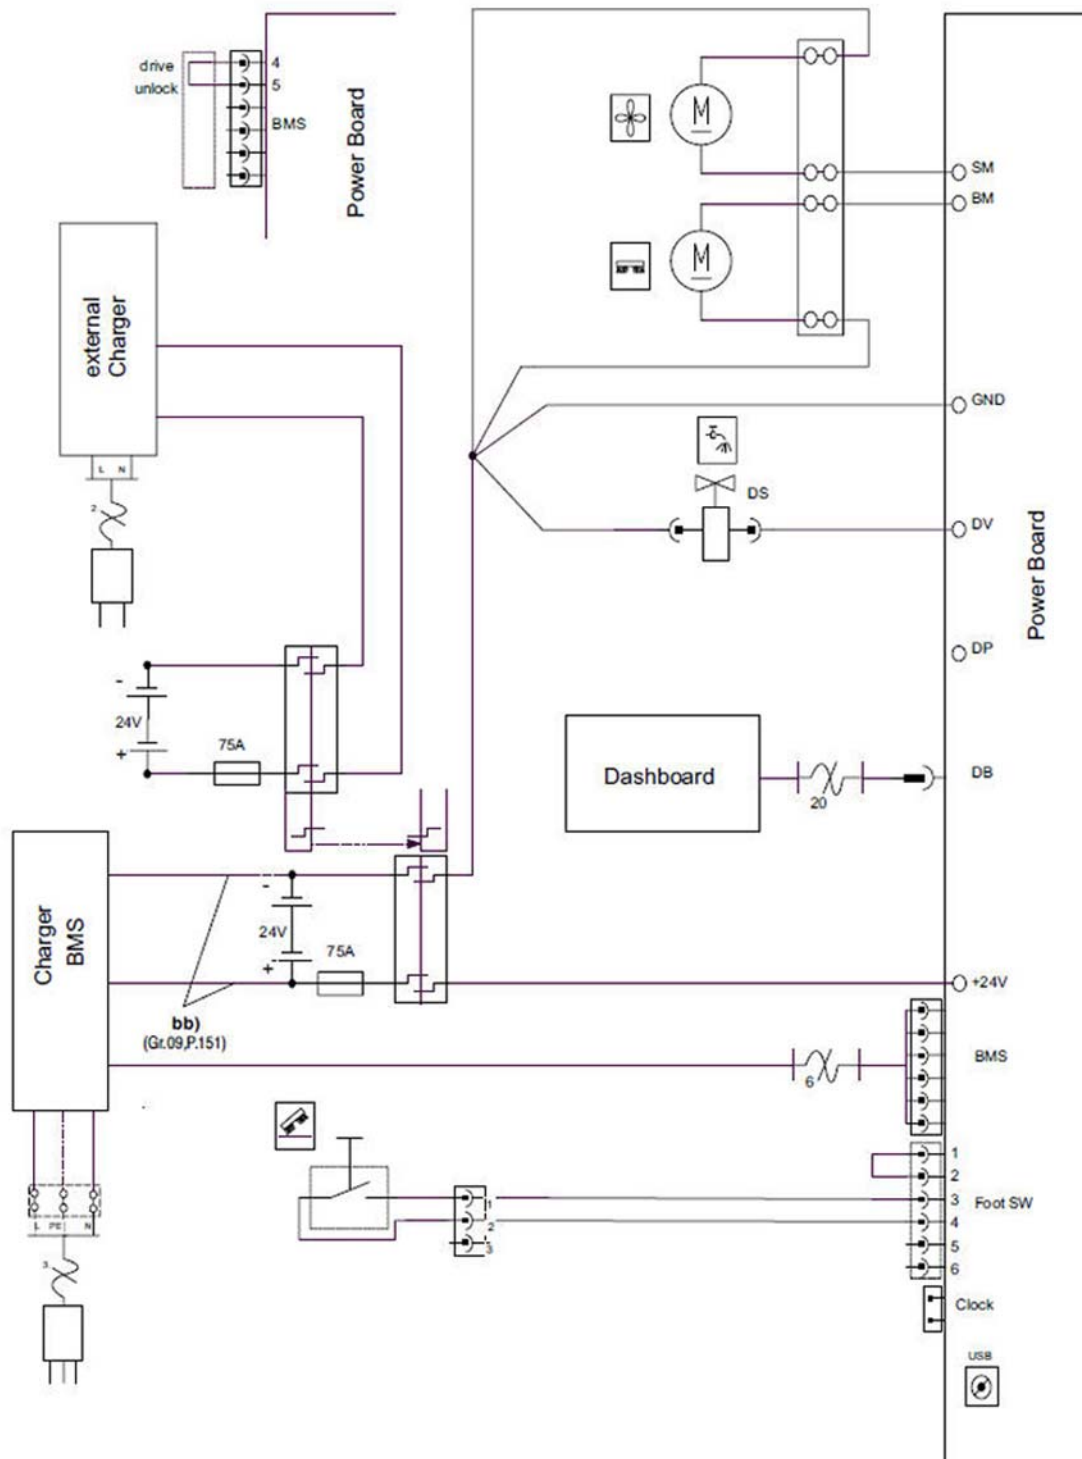 drive
unlock
4
5
BMS
Power Board
M
SM
BM
M
external
Charger
L N
2
GND
DS
DV
Power Board
DP
-
24V
+
75A
Dashboard
20
DB
Charger
BMS
-
24V
+
75A
+24V
bb)
(Gr.09,P.151)
6
BMS
1
2
3
4
5
6
Foot SW
1
2
3
L PE N
3
Clock
USB